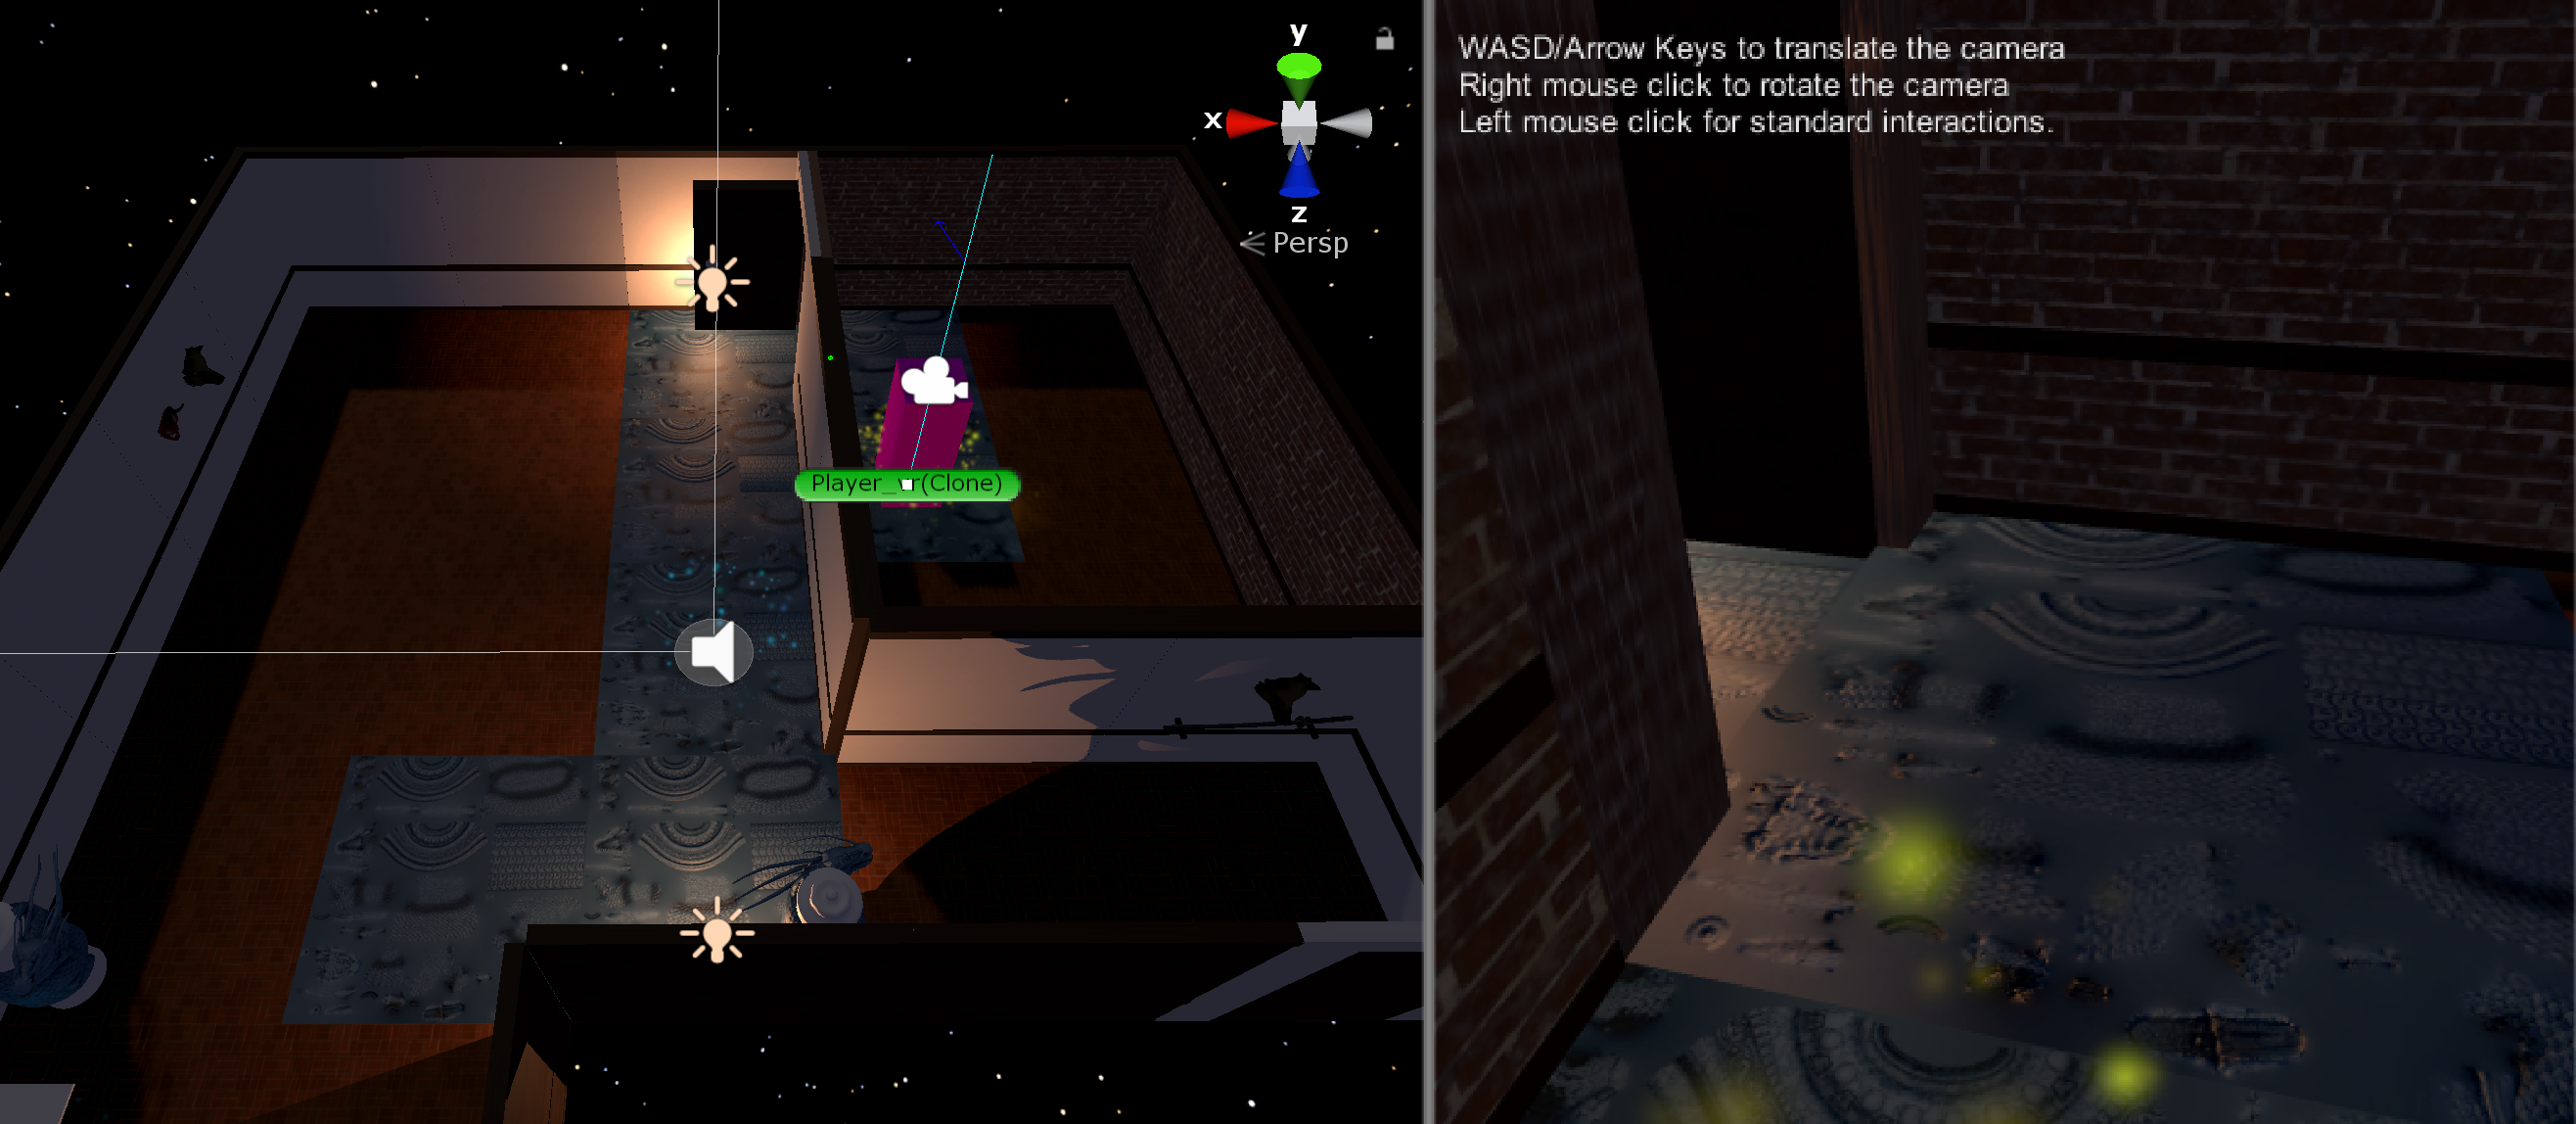 y
x
z
Persp
Player_vr(Clone)
WASD/Arrow Keys to translate the camera
Right mouse click to rotate the camera
Left mouse click for standard interactions.